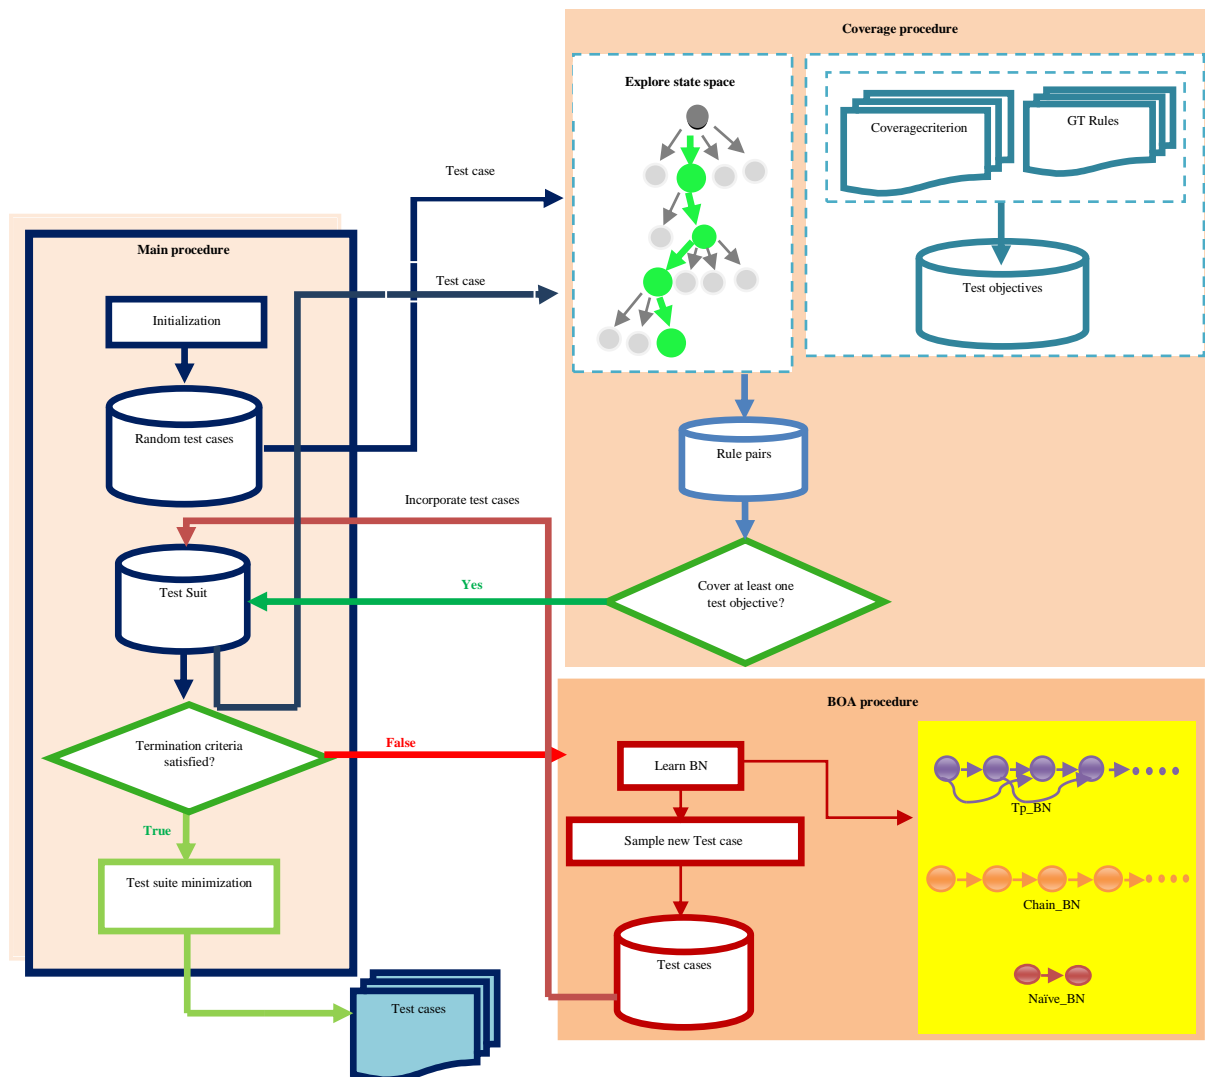 Coverage procedure
Explore state space
Coveragecriterion
GT Rules
Test objectives
Test case
Main procedure
Test case
Initialization
Random test cases
Rule pairs
Incorporate test cases
Test Suit
Yes
Cover at least one
test objective?
BOA procedure
Termination criteria
satisfied?
False
Learn BN
Tp_BN
True
Sample new Test case
Test suite minimization
Chain_BN
Test cases
Naïve_BN
Test cases